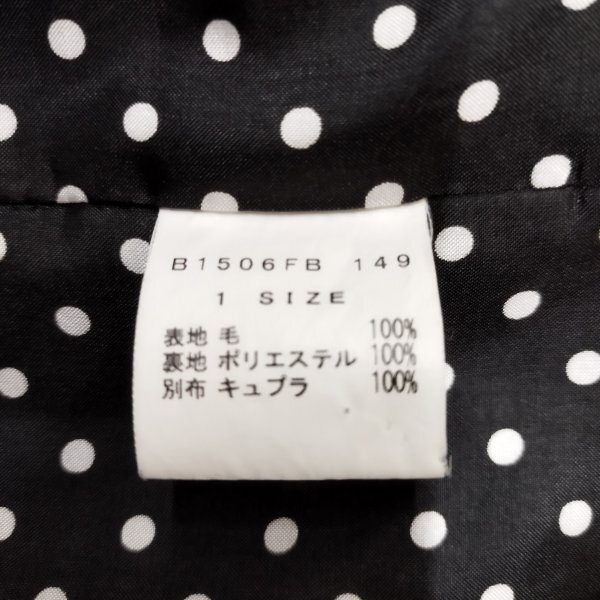 B1506FB 149
1 SIZE
表地 毛 100%
裏地 ポリエステル 100%
別布 キュプラ 100%